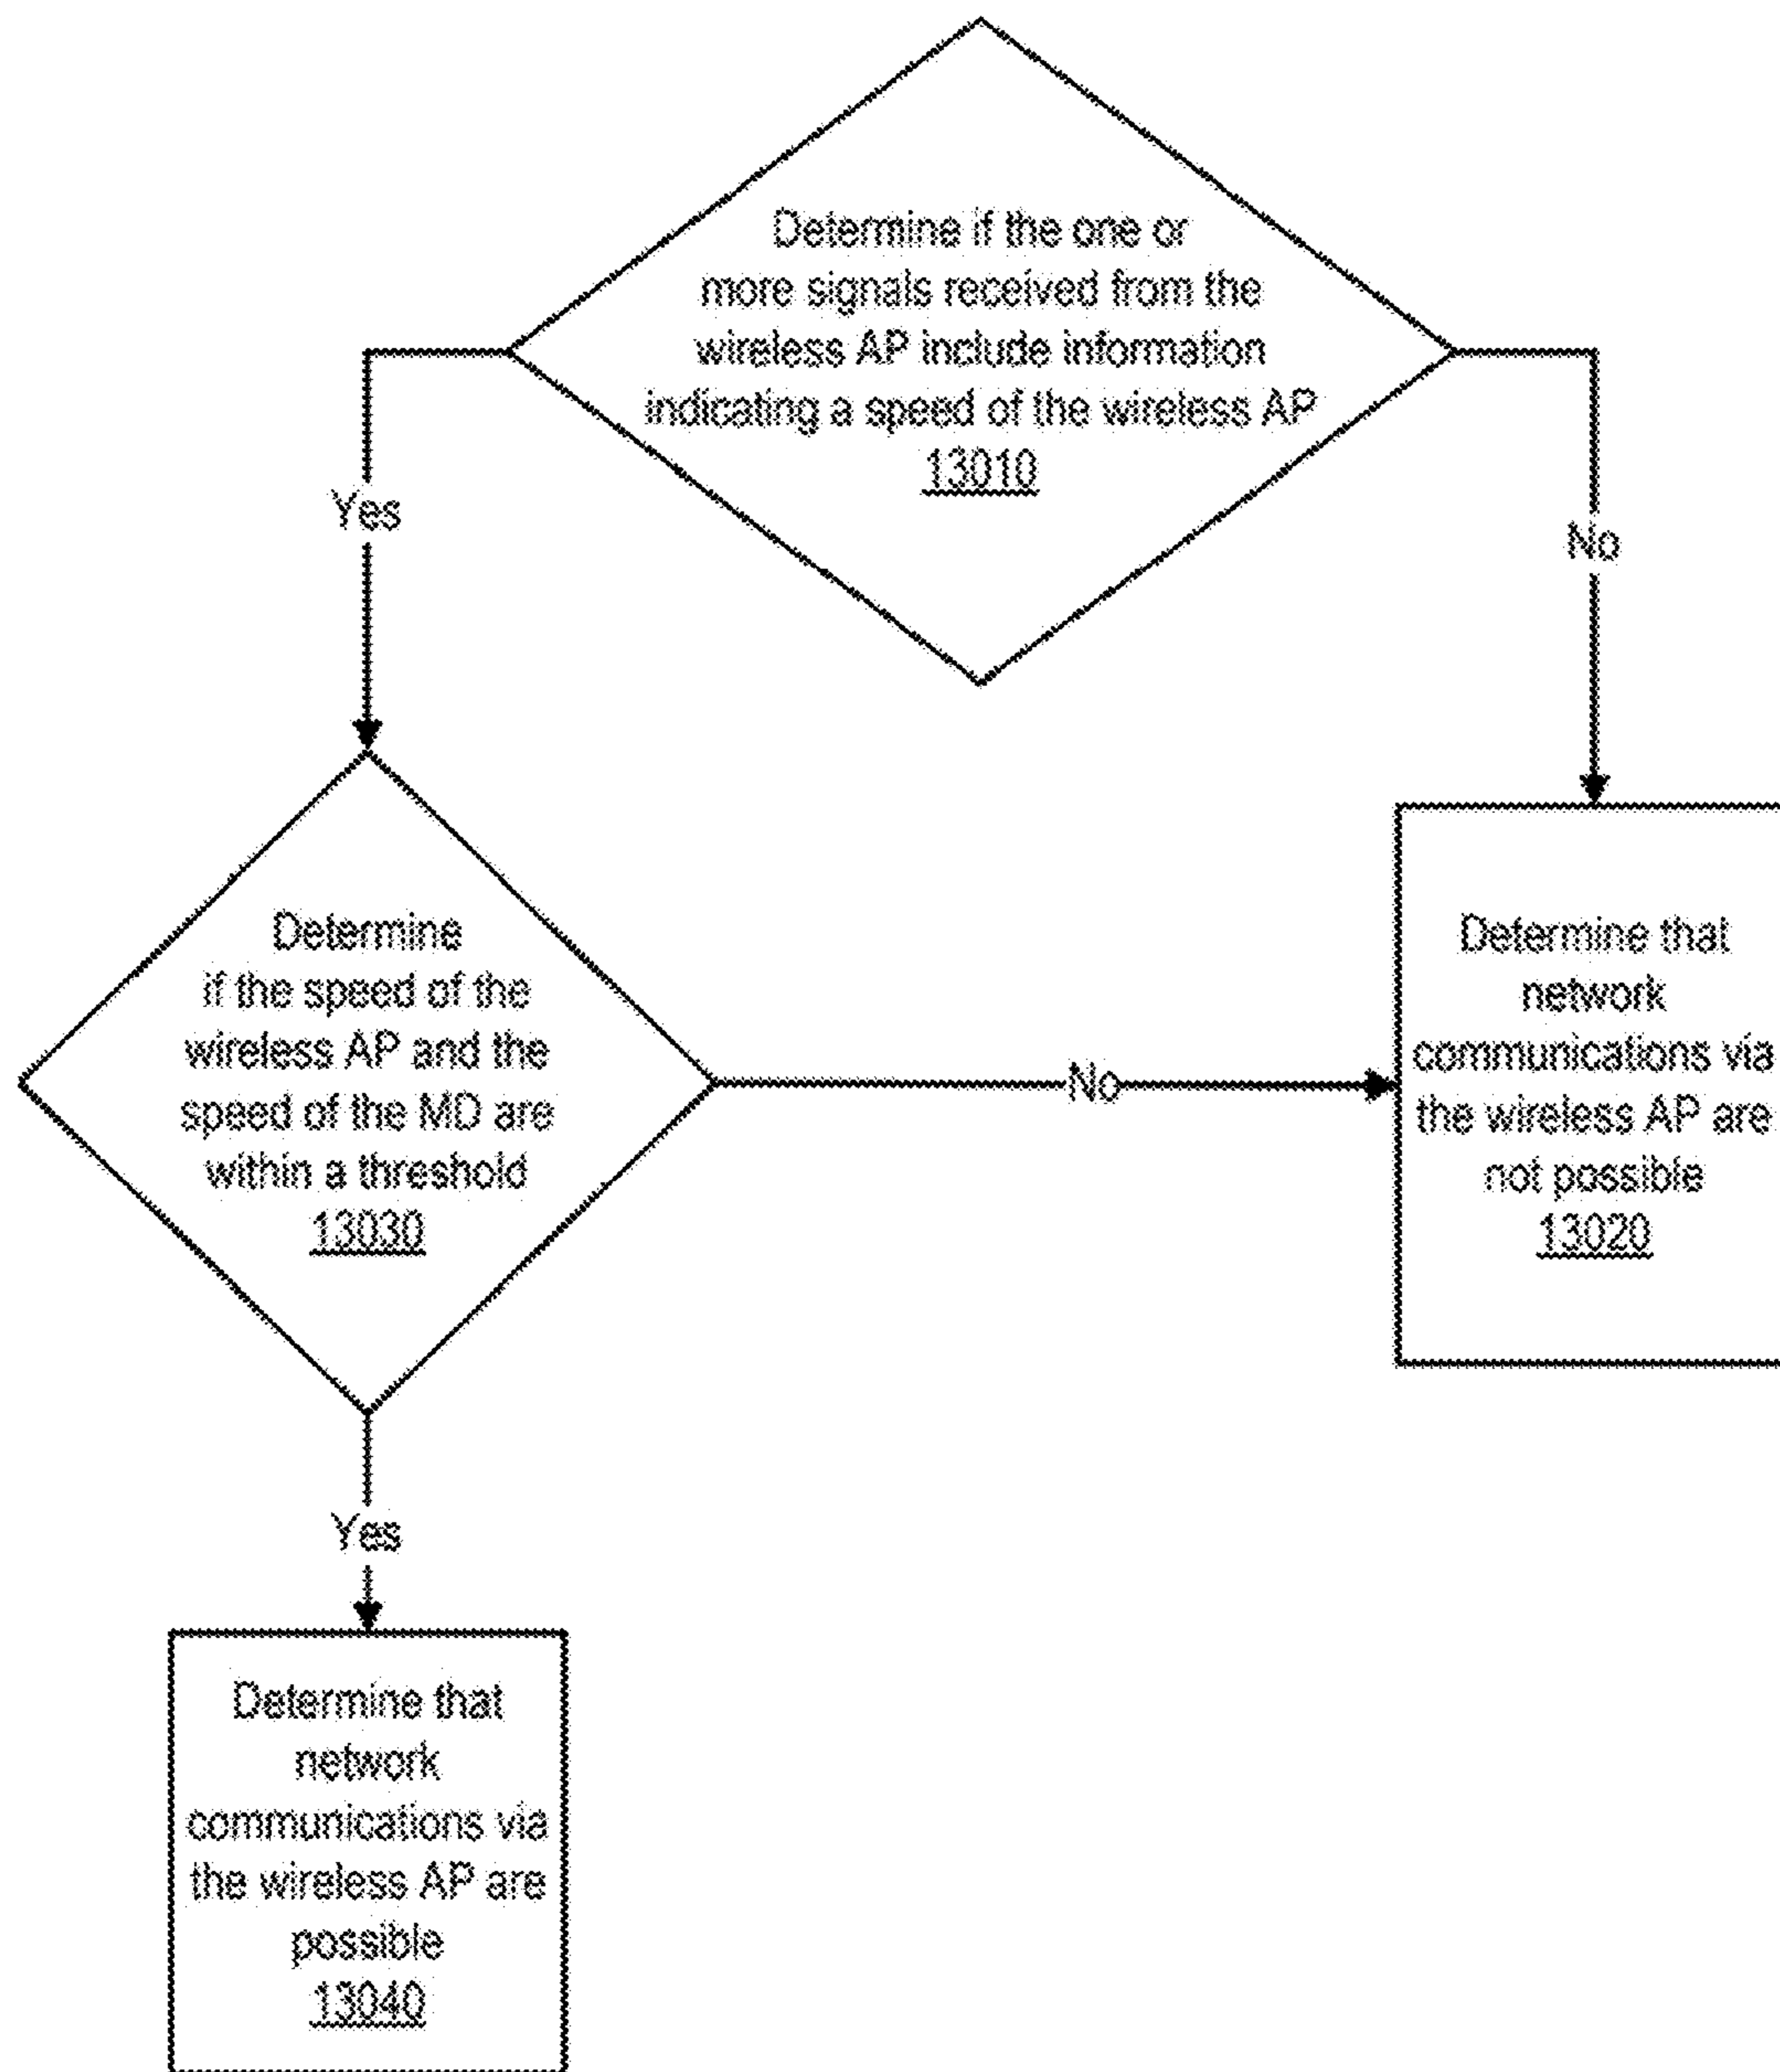 Determine if the one or
more signals received from the
wireless AP include information
indicating a speed of the wireless AP
13010
Yes
No
Determine
if the speed of the
wireless AP and the
speed of the MD are
within a threshold
13030
No
Determine that
network
communications via
the wireless AP are
not possible
13020
Yes
Determine that
network
communications via
the wireless AP are
possible
13040